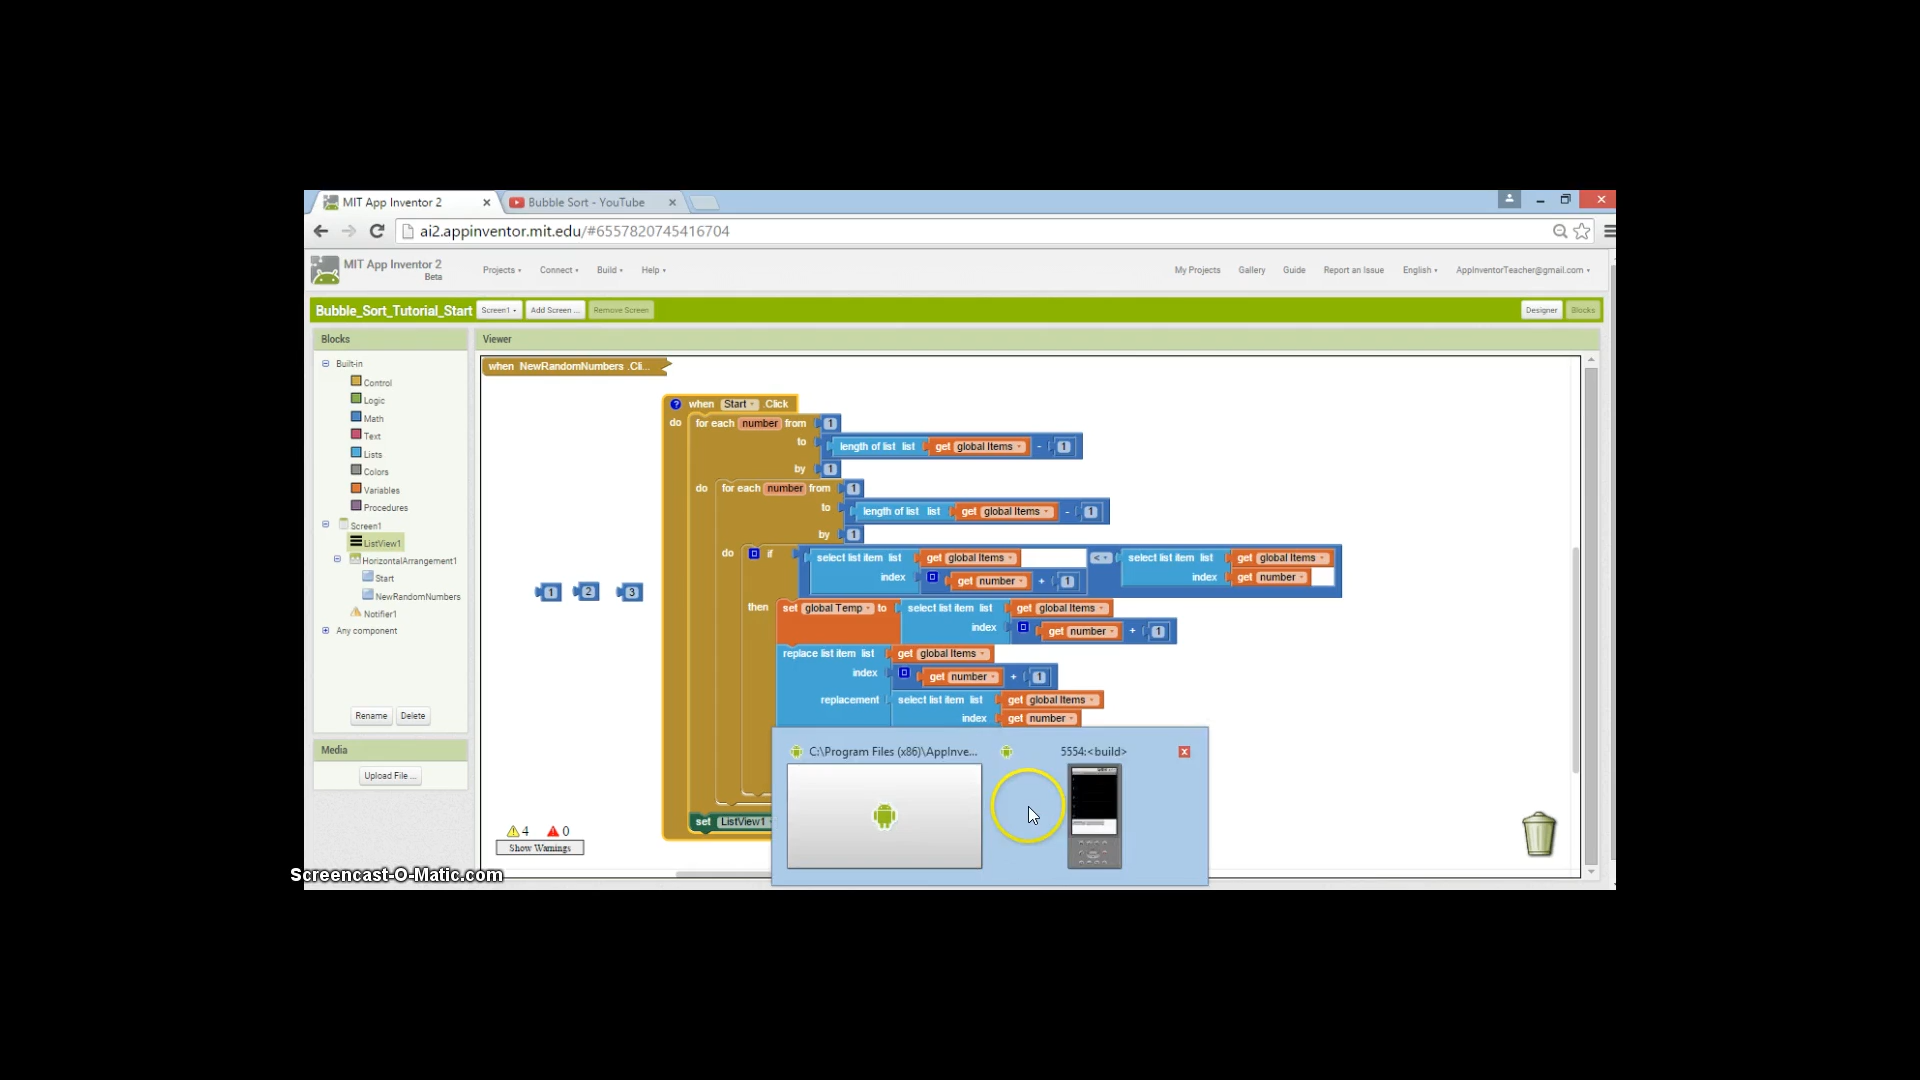 MIT App Inventor 2
Bubble Sort - YouTube
ai2.appinventor.mit.edu/#6557820745416704
MIT App Inventor 2
Beta
Projects
Connect
Build
Help
My Projects
Gallery
Guide
Report an Issue
English
AppInventorTeacher@gmail.com
Bubble_Sort_Tutorial_Start
Screen1
Add Screen ...
Remove Screen
Designer
Blocks
Blocks
Viewer
Built-in
Control
Logic
Math
Text
Lists
Colors
Variables
Procedures
Screen1
ListView1
HorizontalArrangement1
Start
NewRandomNumbers
Notifier1
Any component
Rename
Delete
Media
Upload File ...
when NewRandomNumbers .Cli...
1
2
3
? when Start .Click
do for each number from 1
to length of list list get global Items - 1
by 1
do for each number from 1
to length of list list get global Items - 1
by 1
do if select list item list get global Items < select list item list get global Items
index get number + 1 index get number
then set global Temp to select list item list get global Items
index get number + 1
replace list item list get global Items
index get number + 1
replacement select list item list get global Items
index get number
set ListView1
C:\Program Files (x86)\AppInve...
5554:<build>
4
0
Show Warnings
Screencast-O-Matic.com